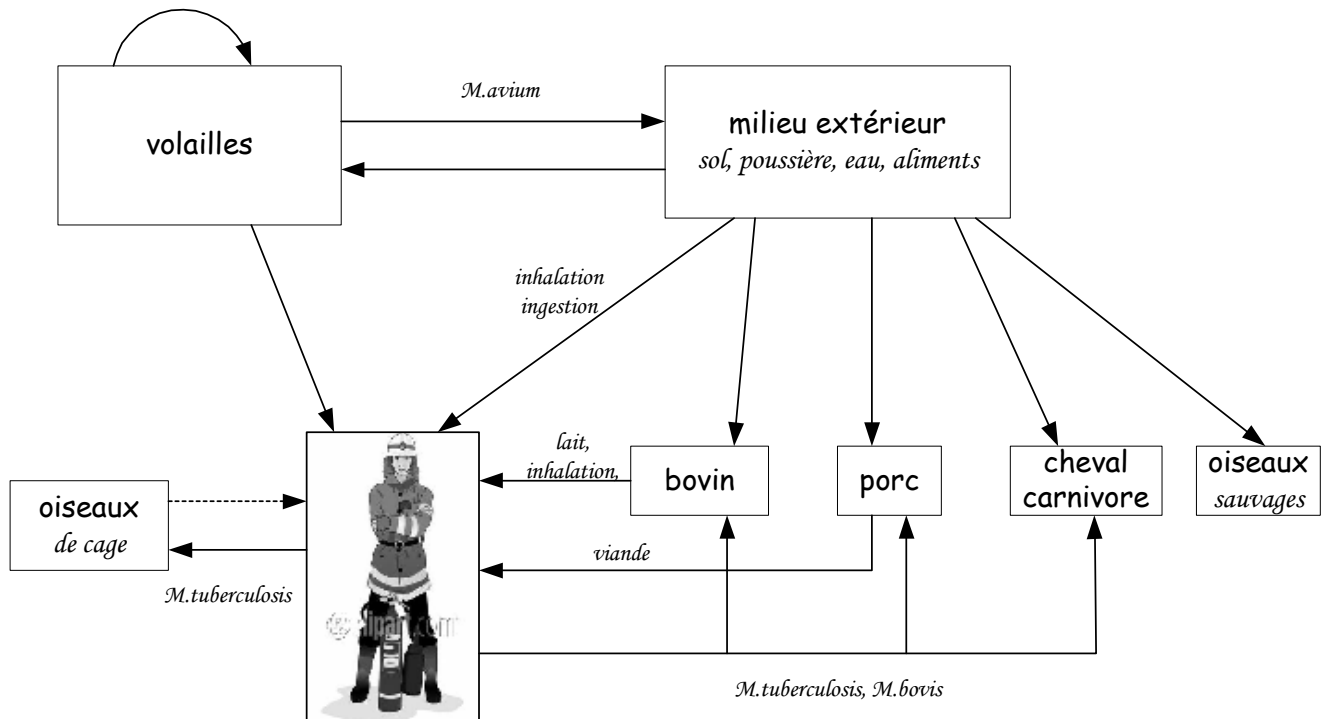 M.avium
volailles
milieu extérieur
sol, poussière, eau, aliments
inhalation
ingestion
lait,
inhalation,
bovin
porc
cheval
carnivore
oiseaux
sauvages
oiseaux
de cage
viande
M.tuberculosis
M.tuberculosis, M.bovis